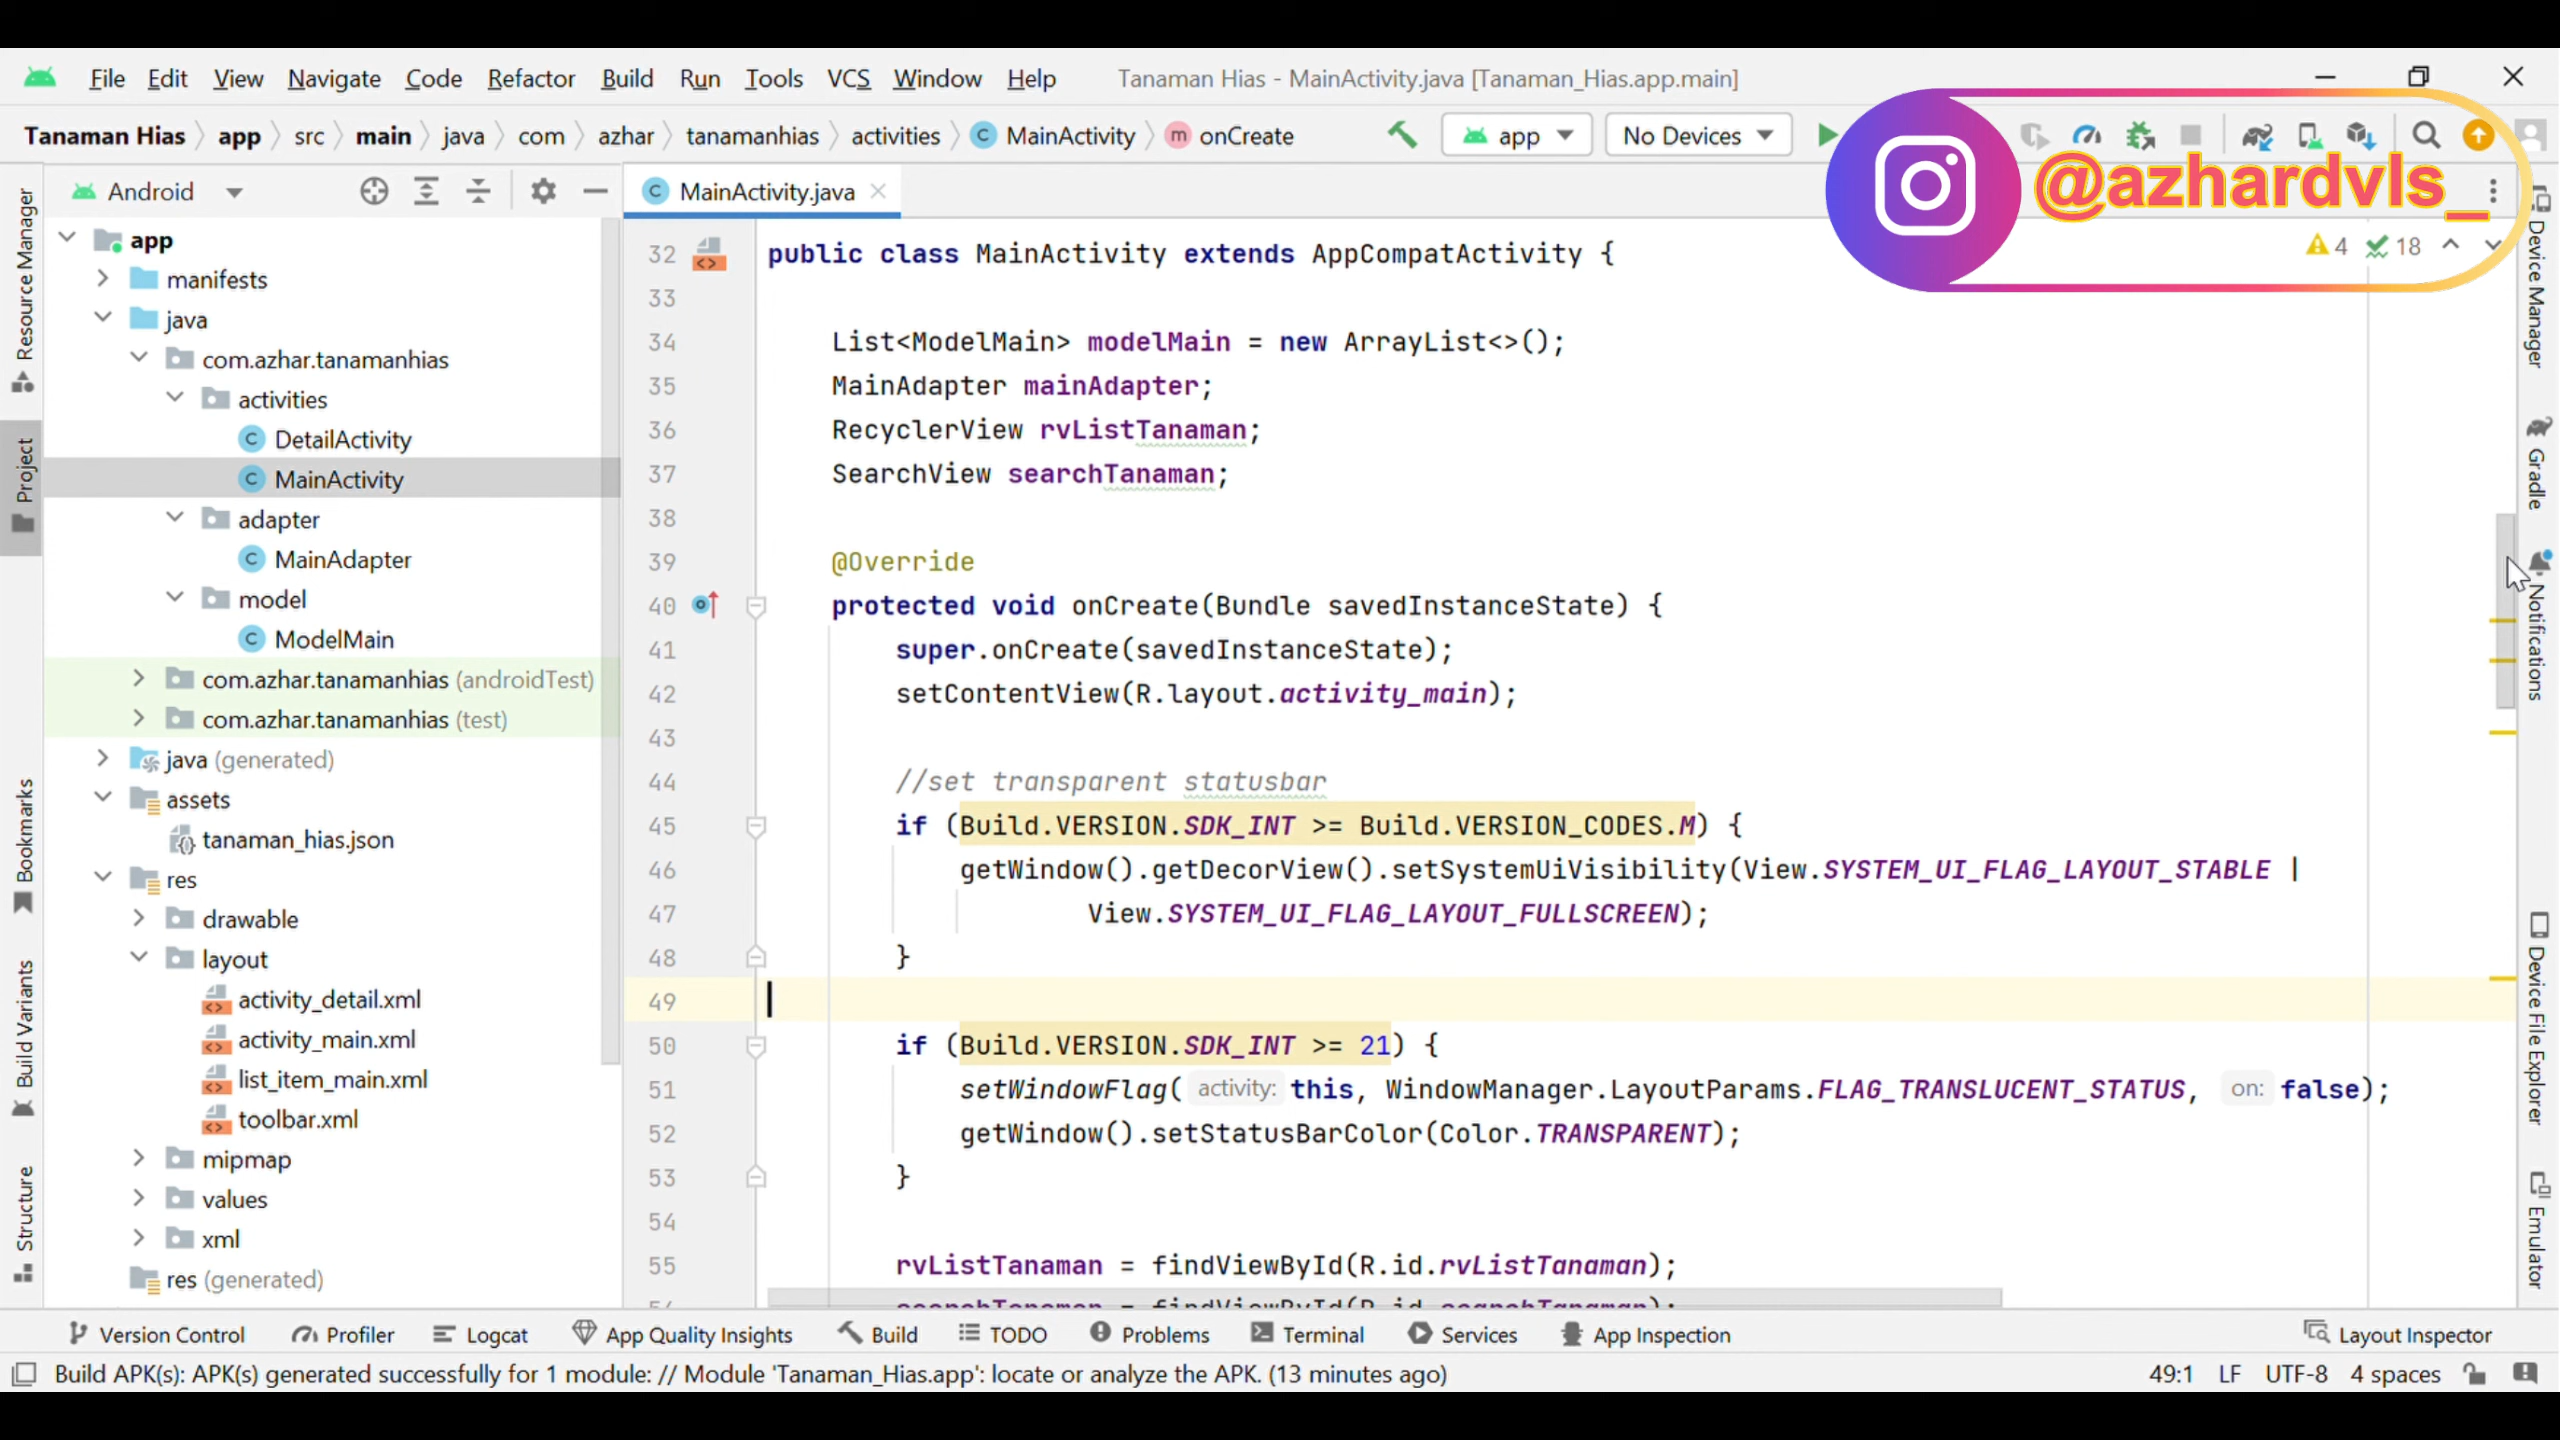 File Edit View Navigate Code Refactor Build Run Tools VCS Window Help Tanaman Hias - MainActivity.java [Tanaman_Hias.app.main]
Tanaman Hias app src main java com azhar tanamanhias activities MainActivity onCreate app No Devices
@azhardvls_
Android
MainActivity.java
4 18
app
manifests
java
com.azhar.tanamanhias
activities
DetailActivity
MainActivity
adapter
MainAdapter
model
ModelMain
com.azhar.tanamanhias (androidTest)
com.azhar.tanamanhias (test)
java (generated)
assets
tanaman_hias.json
res
drawable
layout
activity_detail.xml
activity_main.xml
list_item_main.xml
toolbar.xml
mipmap
values
xml
res (generated)
32 public class MainActivity extends AppCompatActivity {
33
34 List<ModelMain> modelMain = new ArrayList<>();
35 MainAdapter mainAdapter;
36 RecyclerView rvListTanaman;
37 SearchView searchTanaman;
38
39 @Override
40 protected void onCreate(Bundle savedInstanceState) {
41 super.onCreate(savedInstanceState);
42 setContentView(R.layout.activity_main);
43
44 //set transparent statusbar
45 if (Build.VERSION.SDK_INT >= Build.VERSION_CODES.M) {
46 getWindow().getDecorView().setSystemUiVisibility(View.SYSTEM_UI_FLAG_LAYOUT_STABLE |
47 View.SYSTEM_UI_FLAG_LAYOUT_FULLSCREEN);
48 }
49
50 if (Build.VERSION.SDK_INT >= 21) {
51 setWindowFlag( activity: this, WindowManager.LayoutParams.FLAG_TRANSLUCENT_STATUS, on: false);
52 getWindow().setStatusBarColor(Color.TRANSPARENT);
53 }
54
55 rvListTanaman = findViewById(R.id.rvListTanaman);
Resource Manager
Project
Bookmarks
Build Variants
Structure
Device Manager
Gradle
Notifications
Device File Explorer
Emulator
Version Control Profiler Logcat App Quality Insights Build TODO Problems Terminal Services App Inspection Layout Inspector
Build APK(s): APK(s) generated successfully for 1 module: // Module 'Tanaman_Hias.app': locate or analyze the APK. (13 minutes ago) 49:1 LF UTF-8 4 spaces